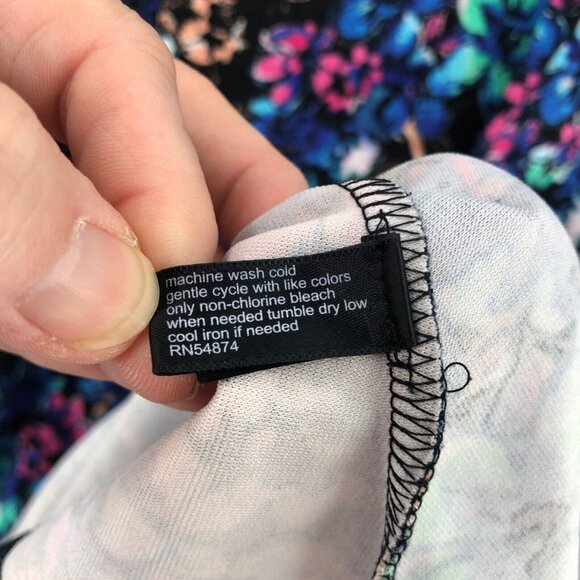 machine wash cold
gentle cycle with like colors
only non-chlorine bleach
when needed tumble dry low
cool iron if needed
RN54874